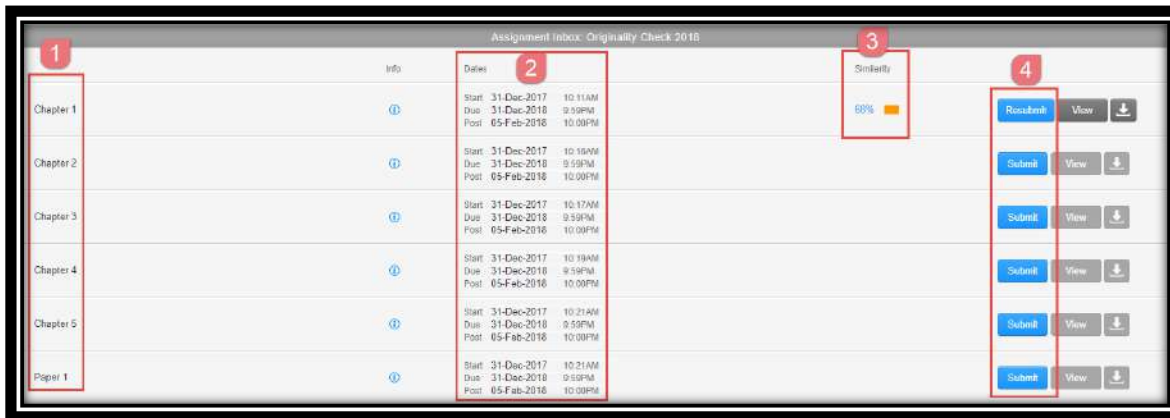 Assignment Inbox: Originality Check 2018
1
2
3
4
Info
Dates
Similarity
Chapter 1
Start 31-Dec-2017 10:11AM
Due 31-Dec-2018 9:59PM
Post 05-Feb-2018 10:00PM
68%
Resubmit
View
Chapter 2
Start 31-Dec-2017 10:16AM
Due 31-Dec-2018 9:59PM
Post 05-Feb-2018 10:00PM
Submit
View
Chapter 3
Start 31-Dec-2017 10:17AM
Due 31-Dec-2018 9:59PM
Post 05-Feb-2018 10:00PM
Submit
View
Chapter 4
Start 31-Dec-2017 10:19AM
Due 31-Dec-2018 9:59PM
Post 05-Feb-2018 10:00PM
Submit
View
Chapter 5
Start 31-Dec-2017 10:21AM
Due 31-Dec-2018 9:59PM
Post 05-Feb-2018 10:00PM
Submit
View
Paper 1
Start 31-Dec-2017 10:21AM
Due 31-Dec-2018 9:59PM
Post 05-Feb-2018 10:00PM
Submit
View